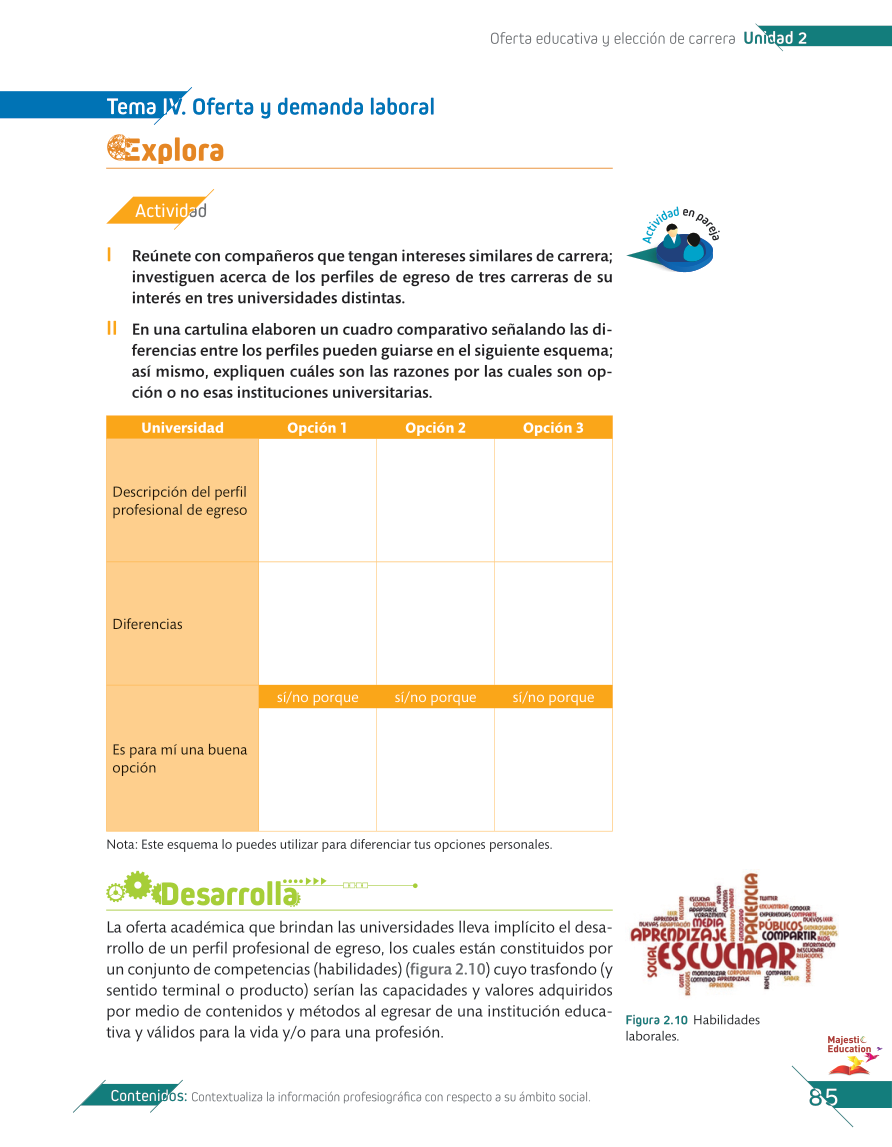 Oferta educativa y elección de carrera Unidad 2
Tema IV. Oferta y demanda laboral
Explora
Actividad
Actividad en pareja
I Reúnete con compañeros que tengan intereses similares de carrera;
investiguen acerca de los perfiles de egreso de tres carreras de su
interés en tres universidades distintas.
II En una cartulina elaboren un cuadro comparativo señalando las di-
ferencias entre los perfiles pueden guiarse en el siguiente esquema;
así mismo, expliquen cuáles son las razones por las cuales son op-
ción o no esas instituciones universitarias.
Universidad Opción 1 Opción 2 Opción 3
Descripción del perfil
profesional de egreso
Diferencias
sí/no porque sí/no porque sí/no porque
Es para mí una buena
opción
Nota: Este esquema lo puedes utilizar para diferenciar tus opciones personales.
Desarrolla
La oferta académica que brindan las universidades lleva implícito el desa-
rrollo de un perfil profesional de egreso, los cuales están constituidos por
un conjunto de competencias (habilidades) (figura 2.10) cuyo trasfondo (y
sentido terminal o producto) serían las capacidades y valores adquiridos
por medio de contenidos y métodos al egresar de una institución educa-
tiva y válidos para la vida y/o para una profesión.
PACIENCIA
TWITTER
MEDIA
PÚBLICOS
APRENDIZAJE
COMPARTIR
ESCUCHAR
SOCIAL
Figura 2.10 Habilidades
laborales.
Majestic
Education
Contenidos: Contextualiza la información profesiográfica con respecto a su ámbito social.
85